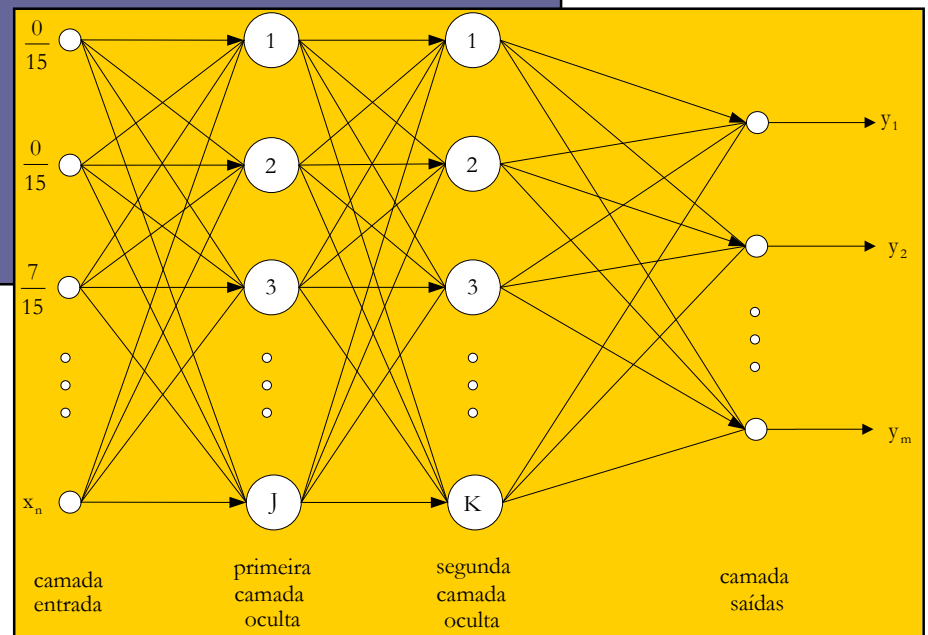 0
15
1
1
y₁
0
15
2
2
y₂
7
15
3
3
yₘ
xₙ
J
K
camada
entrada
primeira
camada
oculta
segunda
camada
oculta
camada
saídas